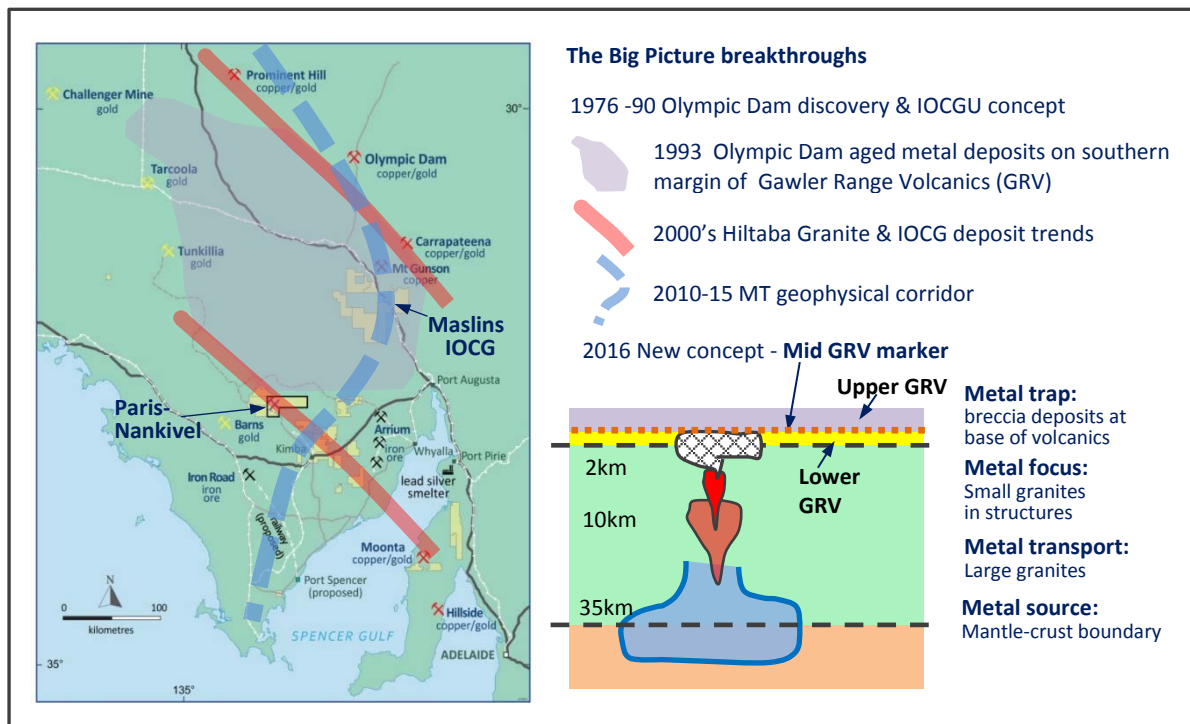 Prominent Hill
copper/gold
Challenger Mine
gold
30°
Olympic Dam
copper/gold
Tarcoola
gold
Tunkillia
gold
Carrapateena
copper/gold
Mt Gunson
copper
Maslins
IOCG
Port Augusta
Paris-
Nankivel
Barns
gold
Kimba
Arrium
iron
ore
Whyalla
Port Pirie
Iron Road
iron
ore
lead silver
smelter
railway
(proposed)
Moonta
copper/gold
N
0 100
kilometres
Port Spencer
(proposed)
Hillside
copper/gold
SPENCER GULF
ADELAIDE
35°
135°
The Big Picture breakthroughs
1976 -90 Olympic Dam discovery & IOCGU concept
1993 Olympic Dam aged metal deposits on southern
margin of Gawler Range Volcanics (GRV)
2000's Hiltaba Granite & IOCG deposit trends
2010-15 MT geophysical corridor
2016 New concept - Mid GRV marker
Upper GRV
Lower
GRV
2km
10km
35km
Metal trap:
breccia deposits at
base of volcanics
Metal focus:
Small granites
in structures
Metal transport:
Large granites
Metal source:
Mantle-crust boundary